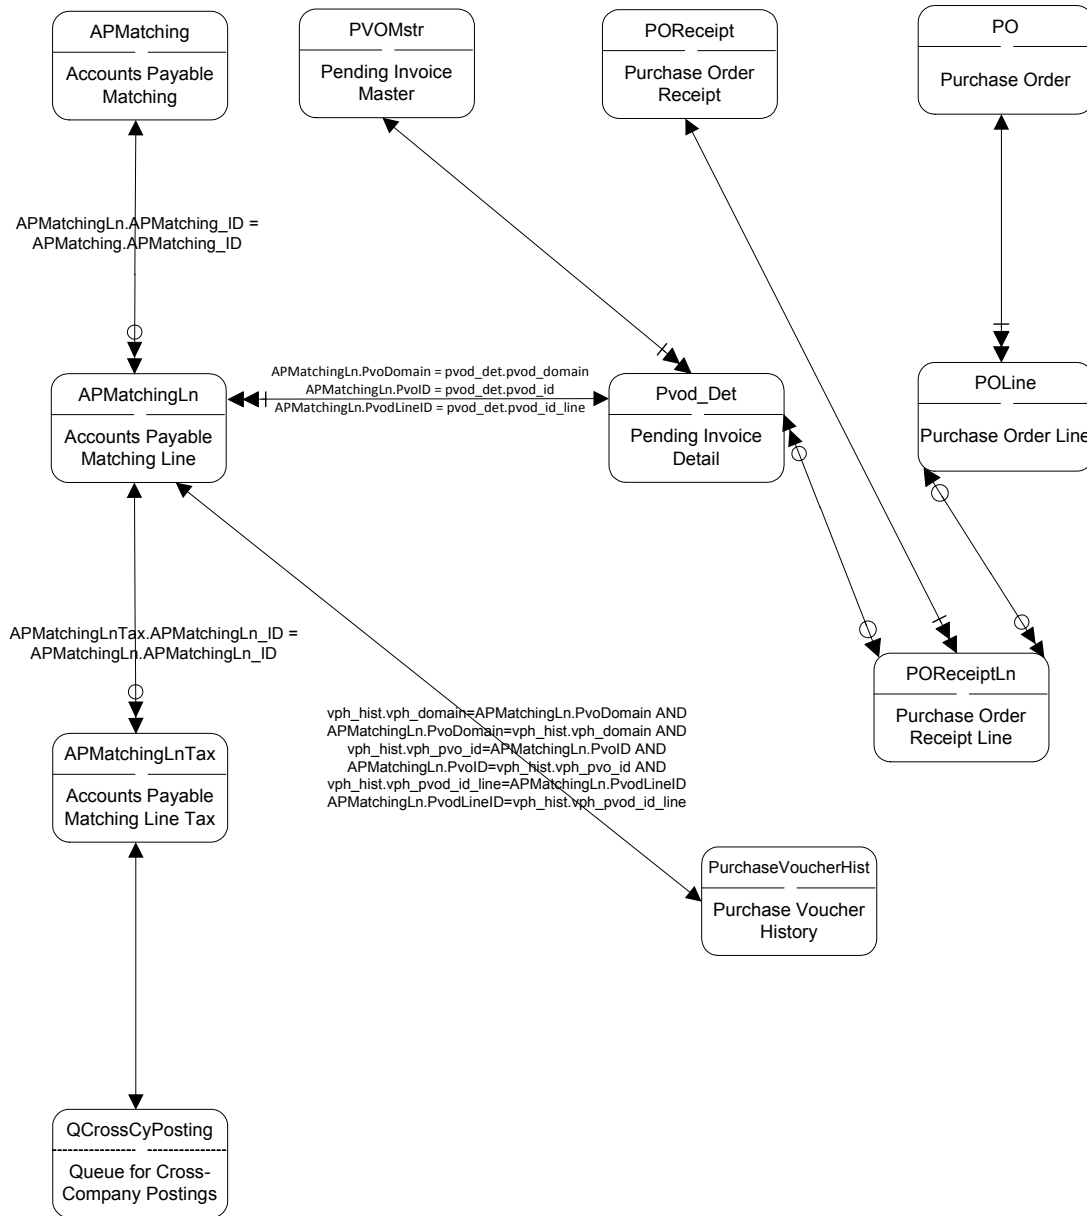 APMatching
Accounts Payable
Matching
PVOMstr
Pending Invoice
Master
POReceipt
Purchase Order
Receipt
PO
Purchase Order
APMatchingLn.APMatching_ID =
APMatching.APMatching_ID
APMatchingLn
Accounts Payable
Matching Line
APMatchingLn.PvoDomain = pvod_det.pvod_domain
APMatchingLn.PvoID = pvod_det.pvod_id
APMatchingLn.PvodLineID = pvod_det.pvod_id_line
Pvod_Det
Pending Invoice
Detail
POLine
Purchase Order Line
APMatchingLnTax.APMatchingLn_ID =
APMatchingLn.APMatchingLn_ID
POReceiptLn
Purchase Order
Receipt Line
vph_hist.vph_domain=APMatchingLn.PvoDomain AND
APMatchingLn.PvoDomain=vph_hist.vph_domain AND
vph_hist.vph_pvo_id=APMatchingLn.PvoID AND
APMatchingLn.PvoID=vph_hist.vph_pvo_id AND
vph_hist.vph_pvod_id_line=APMatchingLn.PvodLineID
APMatchingLn.PvodLineID=vph_hist.vph_pvod_id_line
APMatchingLnTax
Accounts Payable
Matching Line Tax
PurchaseVoucherHist
Purchase Voucher
History
QCrossCyPosting
Queue for Cross-
Company Postings